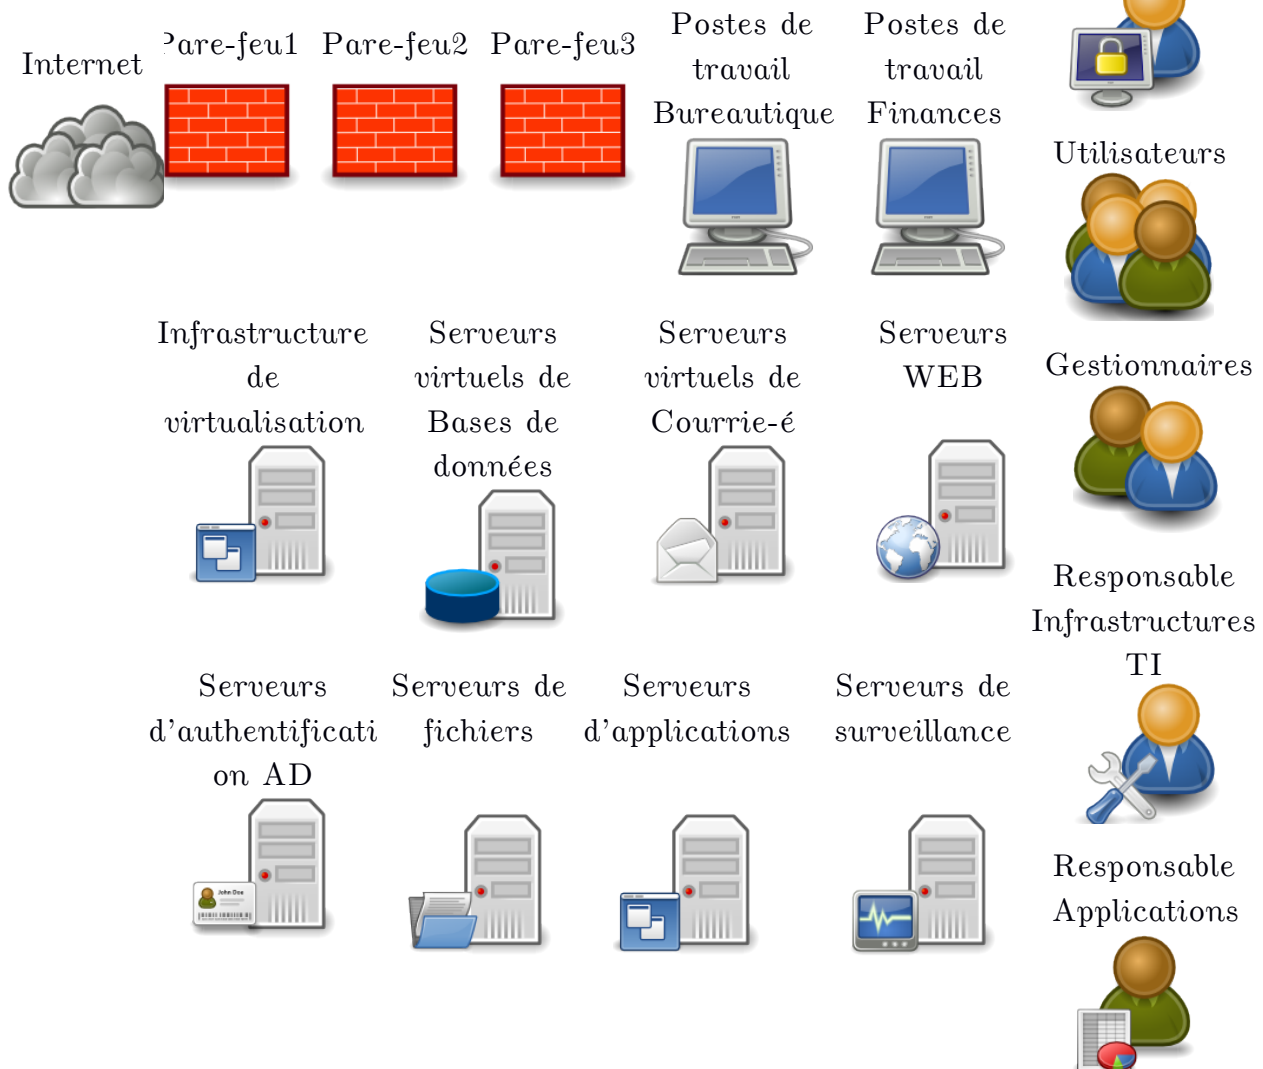 Internet
Pare-feu1
Pare-feu2
Pare-feu3
Postes de
travail
Bureautique
Postes de
travail
Finances
Utilisateurs
Infrastructure
de
virtualisation
Serveurs
virtuels de
Bases de
données
Serveurs
virtuels de
Courrie-é
Serveurs
WEB
Gestionnaires
Responsable
Infrastructures
TI
Serveurs
d'authentificati
on AD
John Doe
Serveurs de
fichiers
Serveurs
d'applications
Serveurs de
surveillance
Responsable
Applications